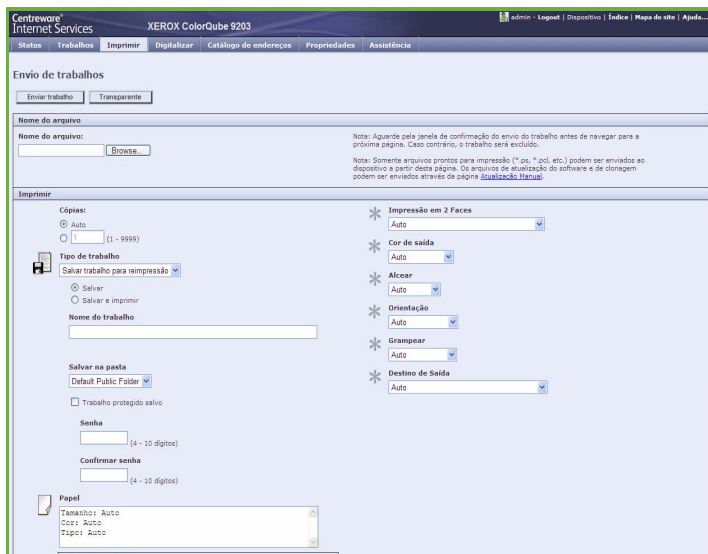 Centreware®
Internet Services
XEROX ColorQube 9203
admin - Logout | Dispositivo | Índice | Mapa do site | Ajuda...
Status Trabalhos Imprimir Digitalizar Catálogo de endereços Propriedades Assistência
Envio de trabalhos
Enviar trabalho Transparente
Nome do arquivo
Nome do arquivo:
Browse...
Nota: Aguarde pela janela de confirmação do envio do trabalho antes de navegar para a
próxima página. Caso contrário, o trabalho será excluído.
Nota: Somente arquivos prontos para impressão (*.ps, *.pcl, etc.) podem ser enviados ao
dispositivo a partir desta página. Os arquivos de atualização do software e de clonagem
podem ser enviados através da página Atualização Manual.
Imprimir
Cópias:
Auto
1 (1 - 9999)
Tipo de trabalho
Salvar trabalho para reimpressão
Salvar
Salvar e imprimir
Nome do trabalho
Salvar na pasta
Default Public Folder
Trabalho protegido salvo
Senha
(4 - 10 dígitos)
Confirmar senha
(4 - 10 dígitos)
Papel
Tamanho: Auto
Cor: Auto
Tipo: Auto
Impressão em 2 Faces
Auto
Cor de saída
Auto
Alcear
Auto
Orientação
Auto
Grampear
Auto
Destino de Saída
Auto